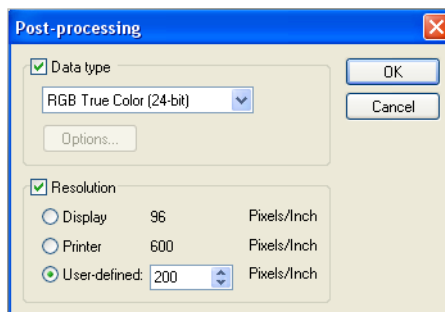 Post-processing
Data type
OK
RGB True Color (24-bit)
Cancel
Options...
Resolution
Display 96 Pixels/Inch
Printer 600 Pixels/Inch
User-defined: 200 Pixels/Inch